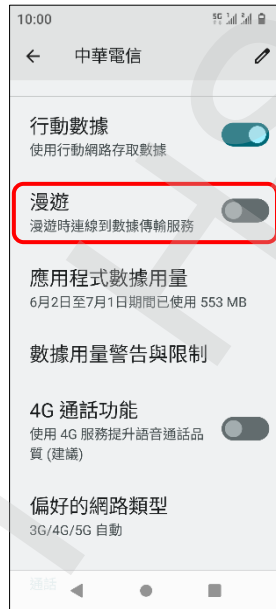 10:00
5G 1 2
中華電信
行動數據
使用行動網路存取數據
漫遊
漫遊時連線到數據傳輸服務
應用程式數據用量
6月2日至7月1日期間已使用 553 MB
數據用量警告與限制
4G 通話功能
使用 4G 服務提升語音通話品
質 (建議)
偏好的網路類型
3G/4G/5G 自動
通話